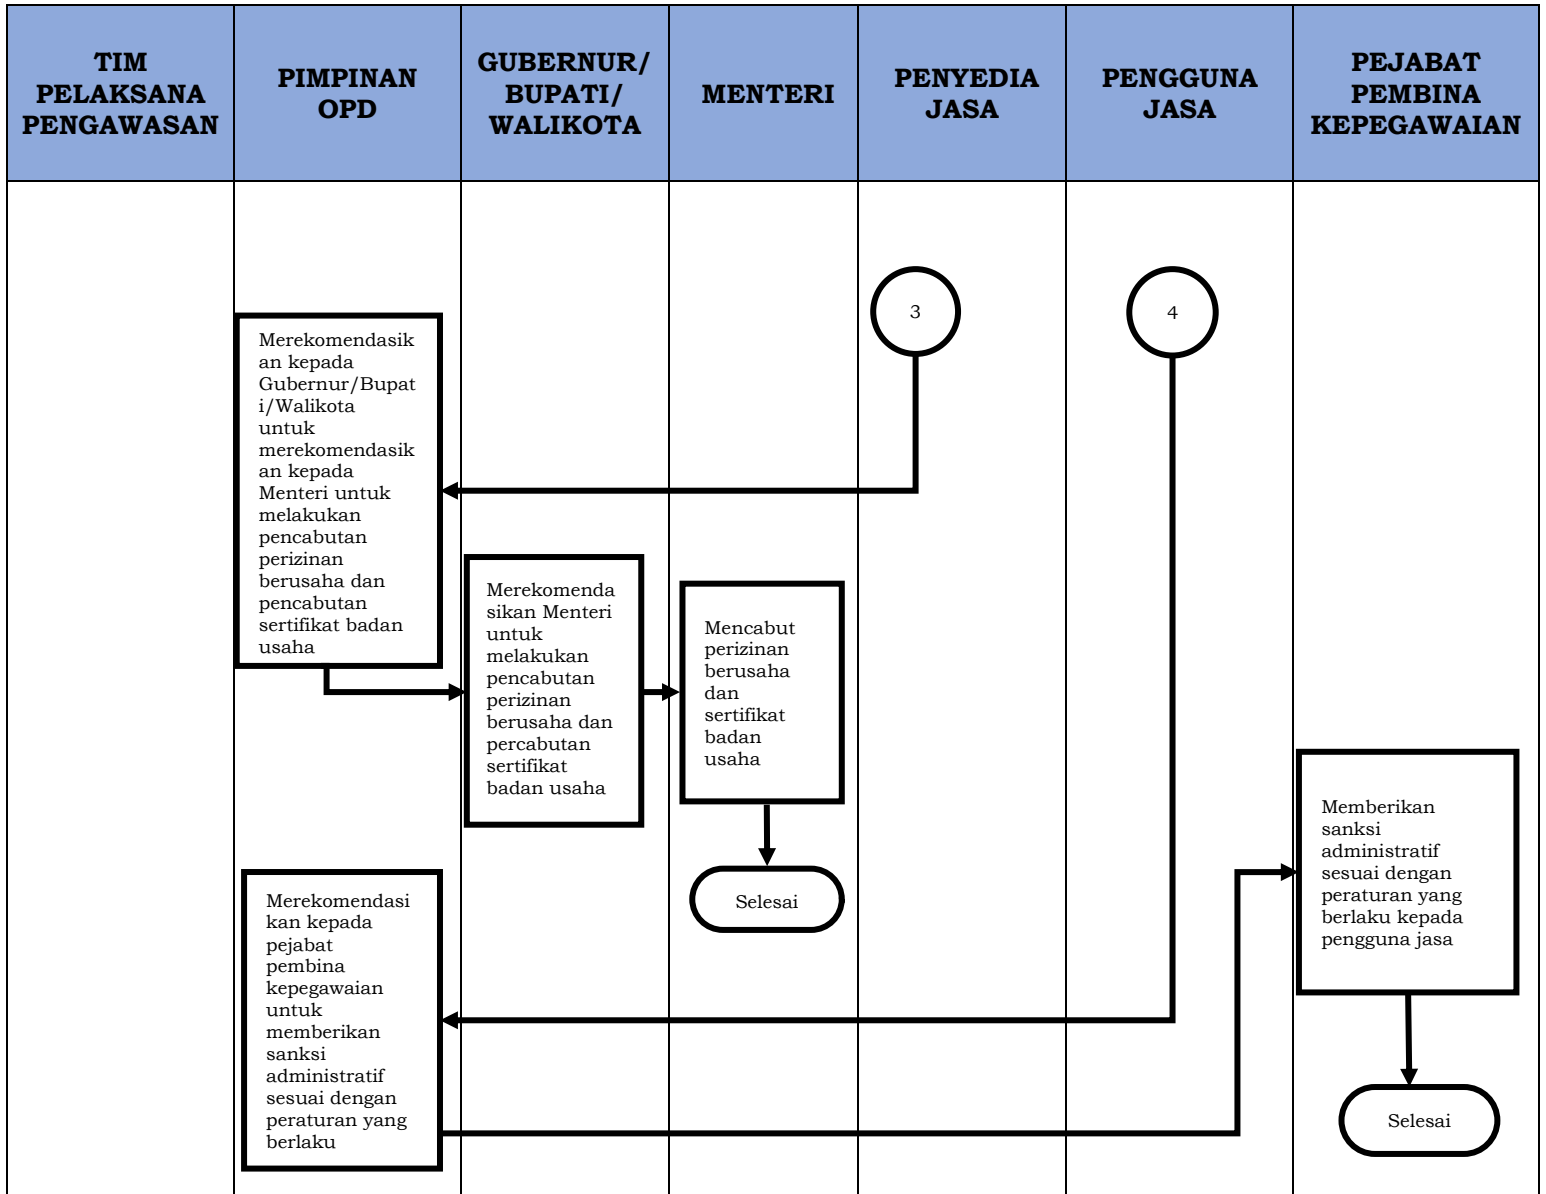 TIM
PELAKSANA
PENGAWASAN
PIMPINAN
OPD
GUBERNUR/
BUPATI/
WALIKOTA
MENTERI
PENYEDIA
JASA
PENGGUNA
JASA
PEJABAT
PEMBINA
KEPEGAWAIAN
3
4
Merekomendasik
an kepada
Gubernur/Bupat
i/Walikota
untuk
merekomendasik
an kepada
Menteri untuk
melakukan
pencabutan
perizinan
berusaha dan
pencabutan
sertifikat badan
usaha
Merekomenda
sikan Menteri
untuk
melakukan
pencabutan
perizinan
berusaha dan
percabutan
sertifikat
badan usaha
Mencabut
perizinan
berusaha
dan
sertifikat
badan
usaha
Selesai
Merekomendasi
kan kepada
pejabat
pembina
kepegawaian
untuk
memberikan
sanksi
administratif
sesuai dengan
peraturan yang
berlaku
Memberikan
sanksi
administratif
sesuai dengan
peraturan yang
berlaku kepada
pengguna jasa
Selesai